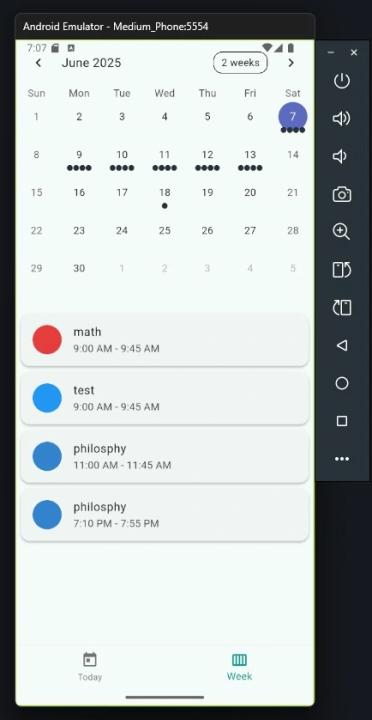 Android Emulator - Medium_Phone:5554
7:07
June 2025
2 weeks
Sun Mon Tue Wed Thu Fri Sat
1 2 3 4 5 6 7
8 9 10 11 12 13 14
15 16 17 18 19 20 21
22 23 24 25 26 27 28
29 30 1 2 3 4 5
math
9:00 AM - 9:45 AM
test
9:00 AM - 9:45 AM
philosphy
11:00 AM - 11:45 AM
philosphy
7:10 PM - 7:55 PM
Today
Week